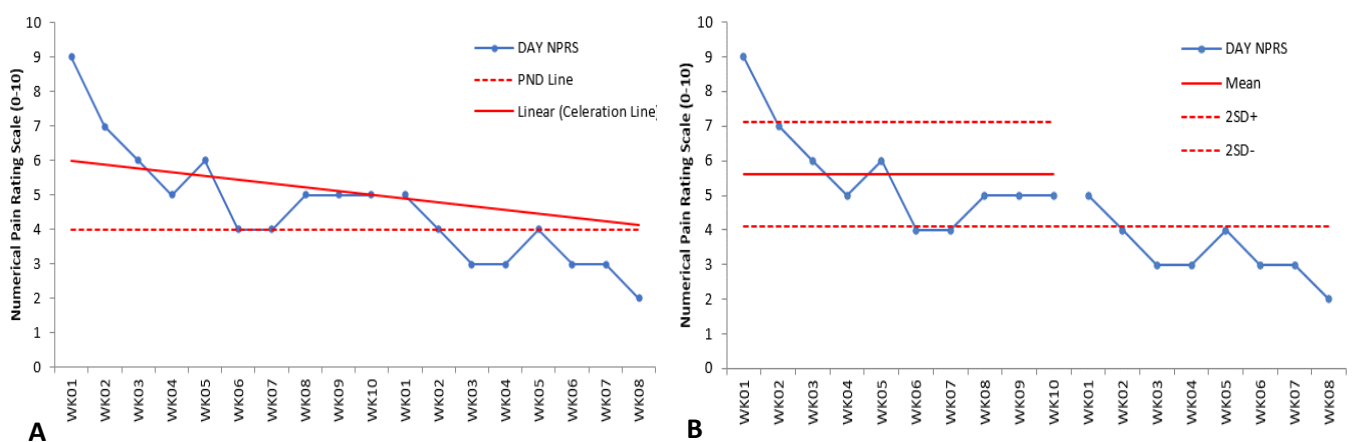 10
9
8
7
6
5
4
3
2
1
0
Numerical Pain Rating Scale (0-10)
DAY NPRS
PND Line
Linear (Celeration Line)
WK01
WK02
WK03
WK04
WK05
WK06
WK07
WK08
WK09
WK10
WK01
WK02
WK03
WK04
WK05
WK06
WK07
WK08
A
10
9
8
7
6
5
4
3
2
1
0
Numerical Pain Rating Scale (0-10)
DAY NPRS
Mean
2SD+
2SD-
WK01
WK02
WK03
WK04
WK05
WK06
WK07
WK08
WK09
WK10
WK01
WK02
WK03
WK04
WK05
WK06
WK07
WK08
B